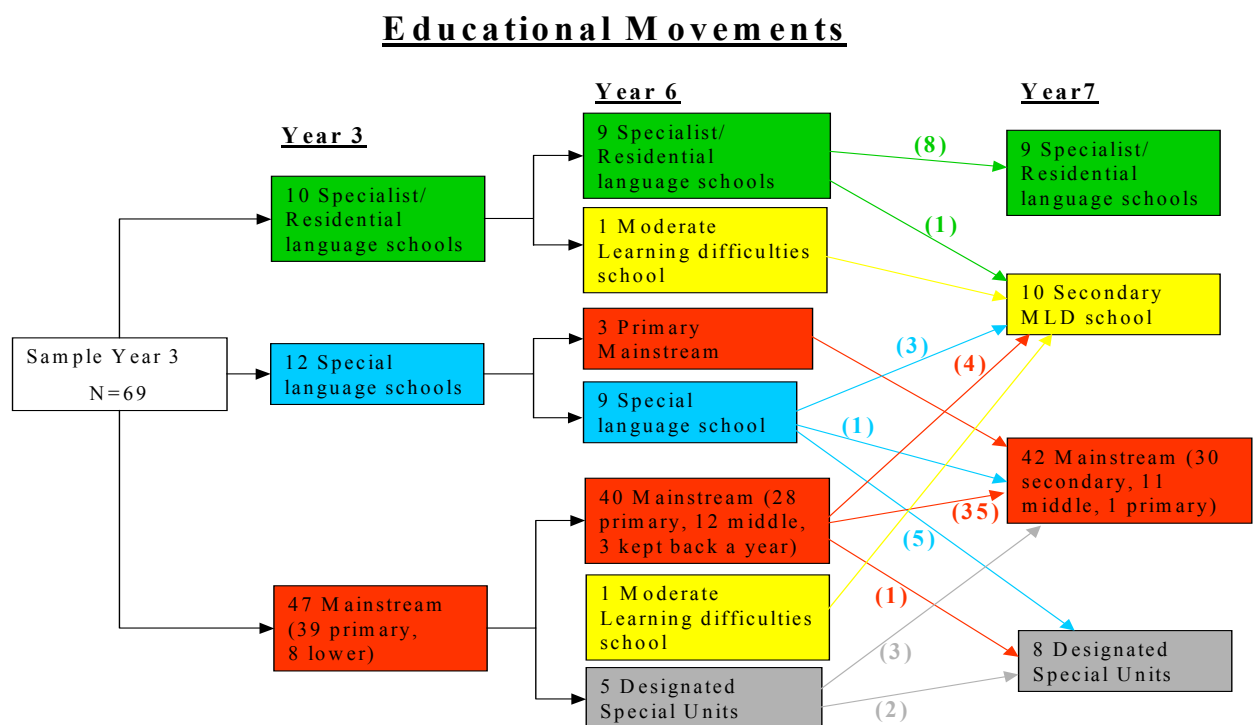 Educational Movements
Year 3
Year 6
Year7
Sample Year 3
N=69
10 Specialist/
Residential
language schools
12 Special
language schools
47 Mainstream
(39 primary,
8 lower)
9 Specialist/
Residential
language schools
1 Moderate
Learning difficulties
school
3 Primary
Mainstream
9 Special
language school
40 Mainstream (28
primary, 12 middle,
3 kept back a year)
1 Moderate
Learning difficulties
school
5 Designated
Special Units
(8)
(1)
(3)
(4)
(1)
(35)
(5)
(1)
(3)
(2)
9 Specialist/
Residential
language schools
10 Secondary
MLD school
42 Mainstream (30
secondary, 11
middle, 1 primary)
8 Designated
Special Units